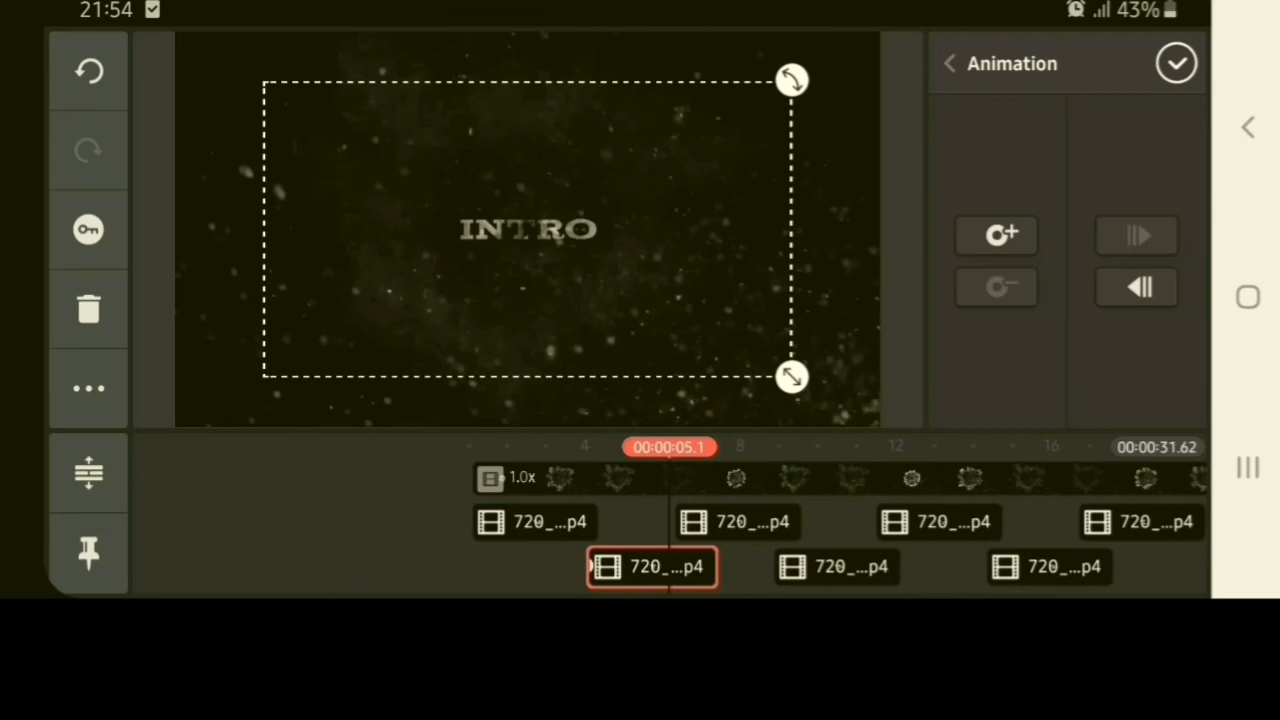 21:54
43%
Animation
INTRO
4
00:00:05.1
8
12
16
00:00:31.62
1.0x
720_...p4
720_...p4
720_...p4
720_...p4
720_...p4
720_...p4
720_...p4